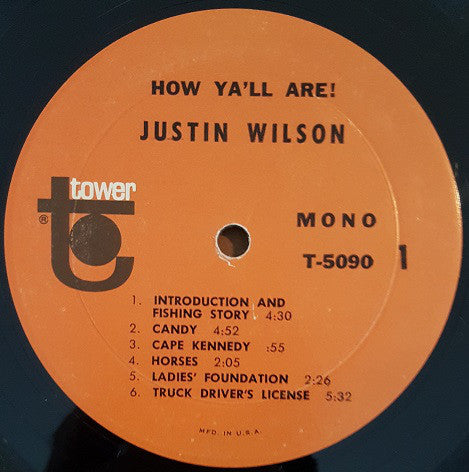 HOW YA'LL ARE!
JUSTIN WILSON
tower
®
MONO
T-5090 1
1. INTRODUCTION AND
FISHING STORY 4:30
2. CANDY 4:52
3. CAPE KENNEDY :55
4. HORSES 2:05
5. LADIES' FOUNDATION 2:26
6. TRUCK DRIVER'S LICENSE 5:32
MFD. IN U.S.A.